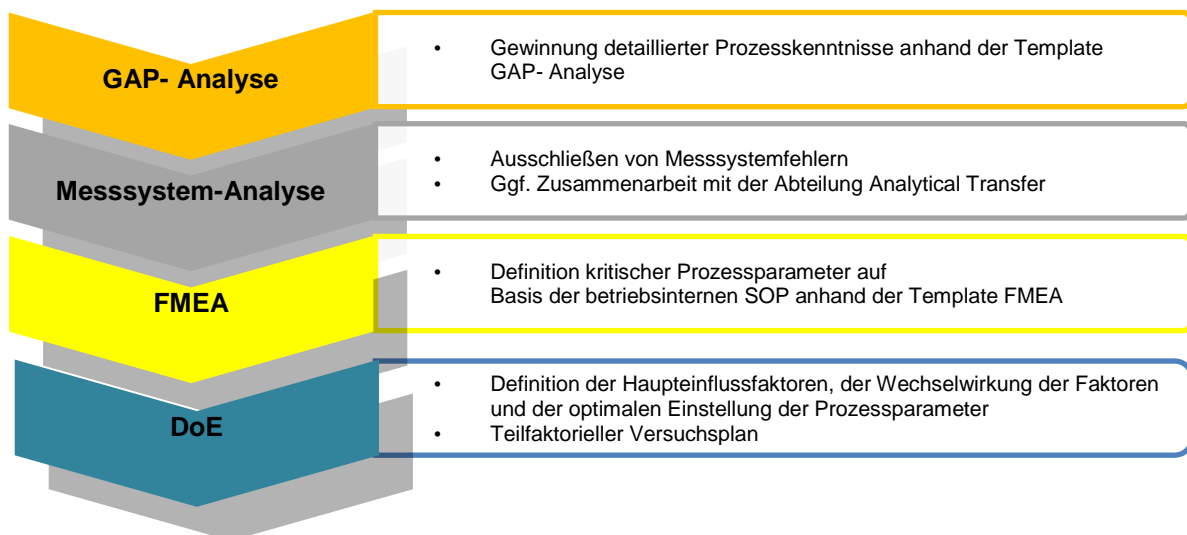 GAP- Analyse
• Gewinnung detaillierter Prozesskenntnisse anhand der Template
GAP- Analyse
Messsystem-Analyse
• Ausschließen von Messsystemfehlern
• Ggf. Zusammenarbeit mit der Abteilung Analytical Transfer
FMEA
• Definition kritischer Prozessparameter auf
Basis der betriebsinternen SOP anhand der Template FMEA
DoE
• Definition der Haupteinflussfaktoren, der Wechselwirkung der Faktoren
und der optimalen Einstellung der Prozessparameter
• Teilfaktorieller Versuchsplan